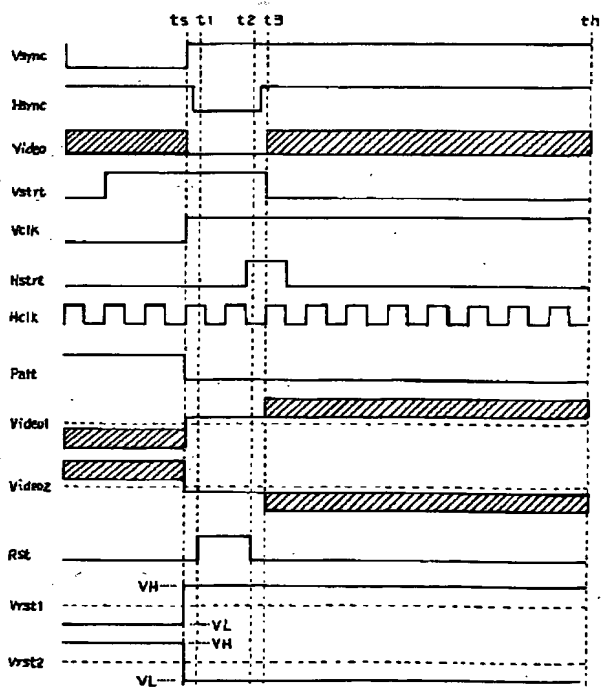 ts t1 t2 t3 th
Vsync
Hsync
Video
Vstrt
Vclk
Hstrt
Hclk
Patt
Video1
Video2
Rst
VH
Vrst1
VL
VH
Vrst2
VL